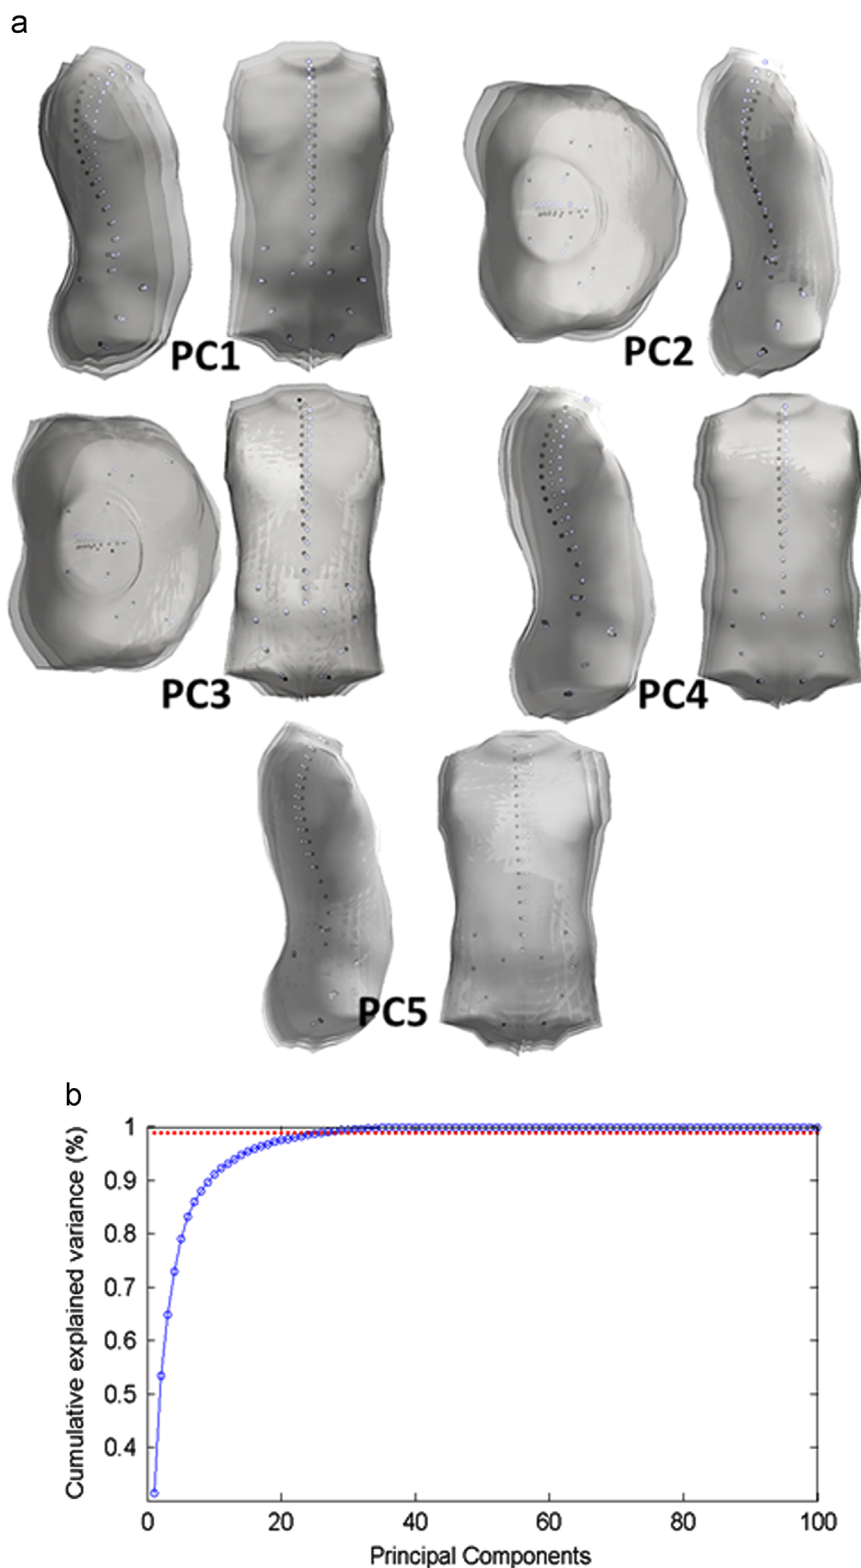 a
PC1
PC2
PC3
PC4
PC5
b
Cumulative explained variance (%)
1
0.9
0.8
0.7
0.6
0.5
0.4
0 20 40 60 80 100
Principal Components